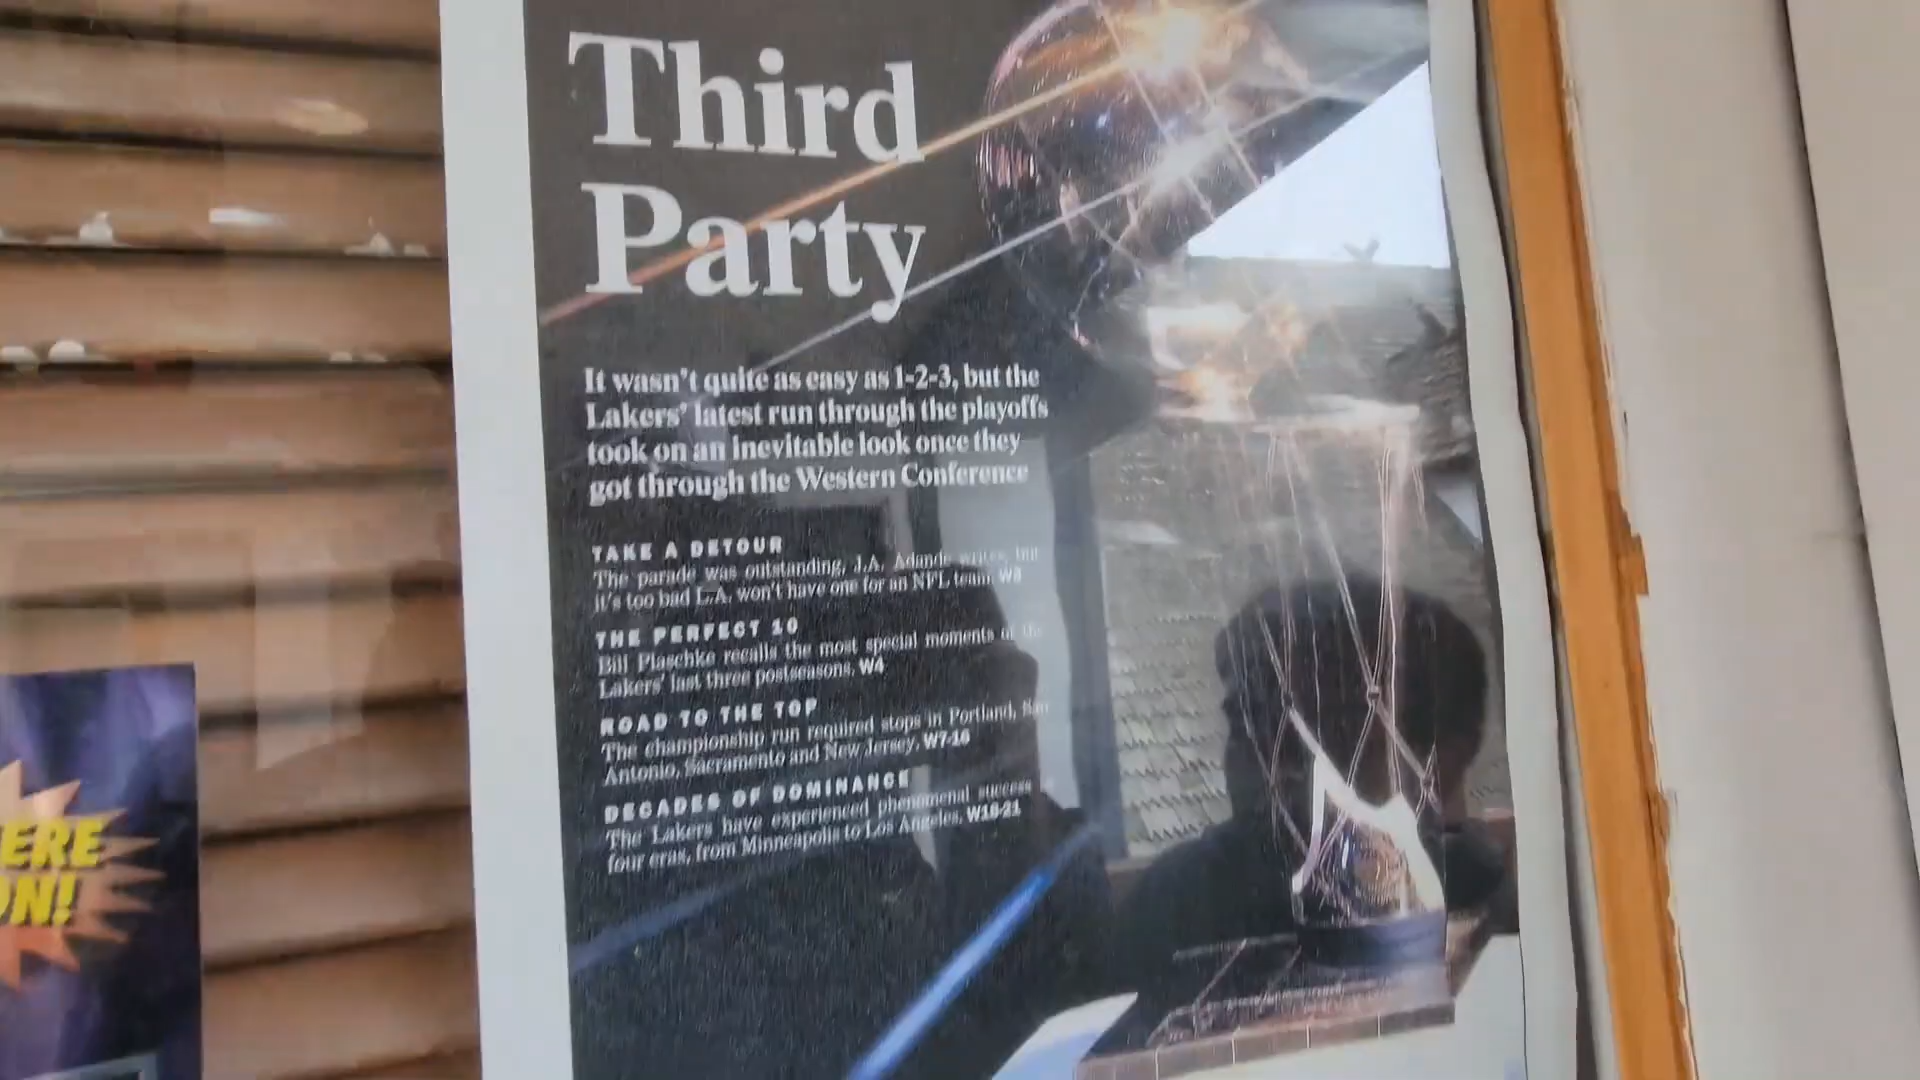 Third
Party
It wasn't quite as easy as 1-2-3, but the
Lakers' latest run through the playoffs
took on an inevitable look once they
got through the Western Conference
TAKE A DETOUR
The parade was outstanding, J.A. Adande writes, but
it's too bad L.A. won't have one for an NFL team. W3
THE PERFECT 10
Bill Plaschke recalls the most special moments of the
Lakers' last three postseasons. W4
ROAD TO THE TOP
The championship run required stops in Portland, San
Antonio, Sacramento and New Jersey. W7-16
DECADES OF DOMINANCE
The Lakers have experienced phenomenal success
four eras, from Minneapolis to Los Angeles. W18-21
ERE
ON!